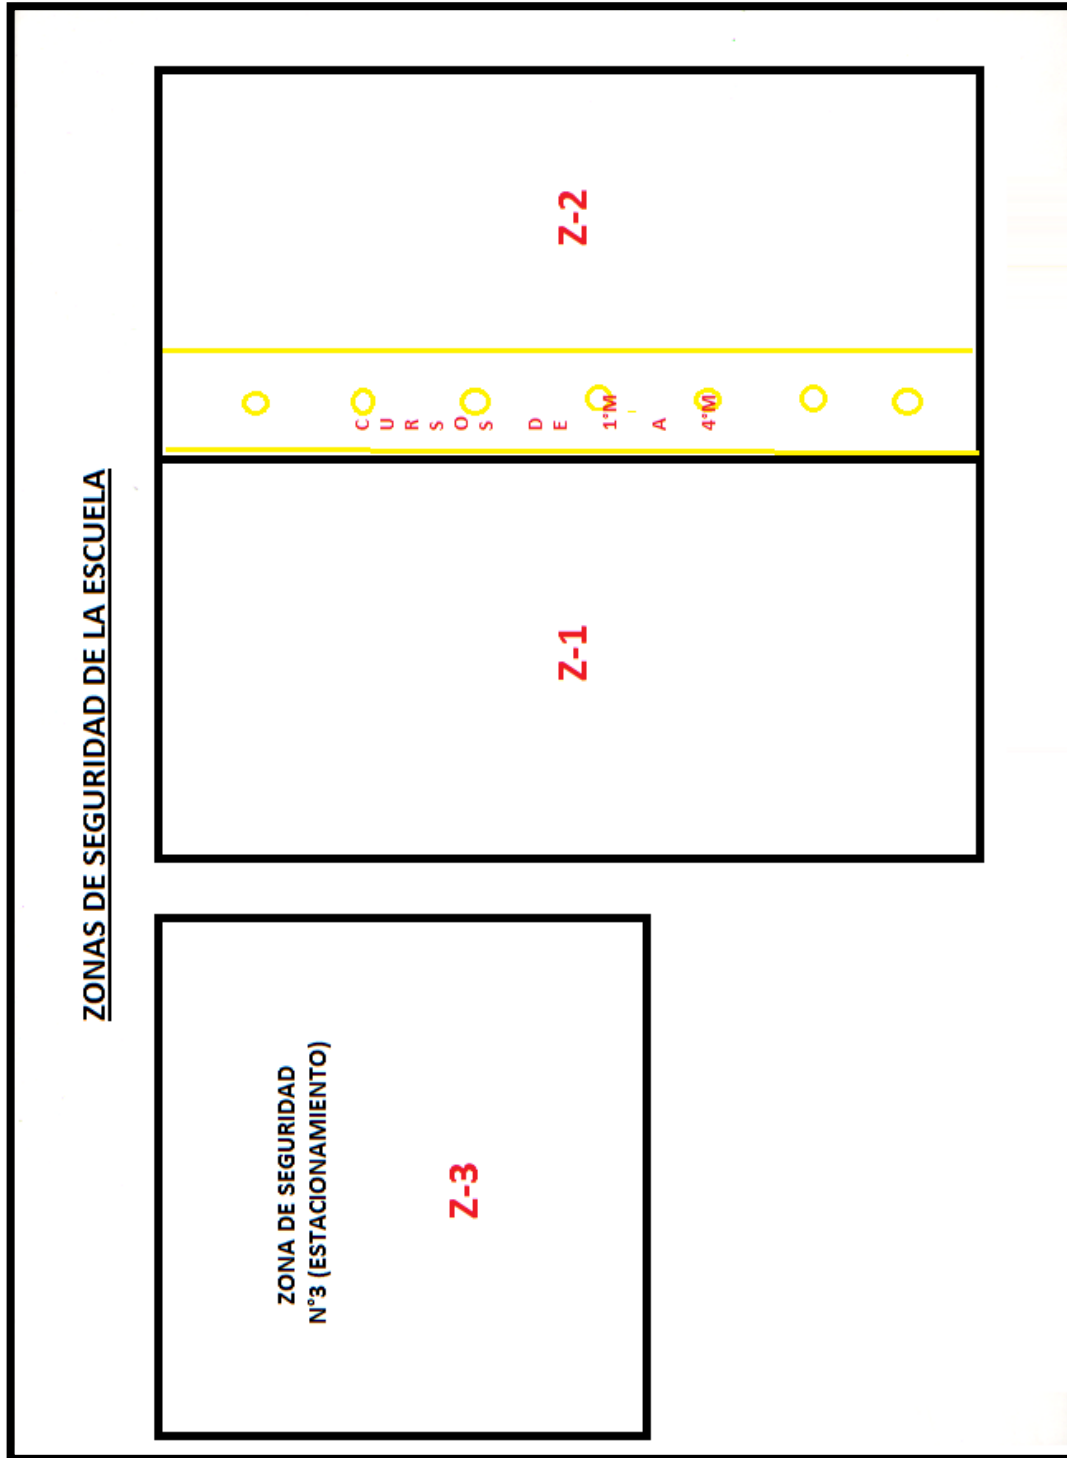 ZONAS DE SEGURIDAD DE LA ESCUELA
ZONA DE SEGURIDAD
N°3 (ESTACIONAMIENTO)
Z-3
Z-1
CURSOS DE 1°M A 4°M
Z-2